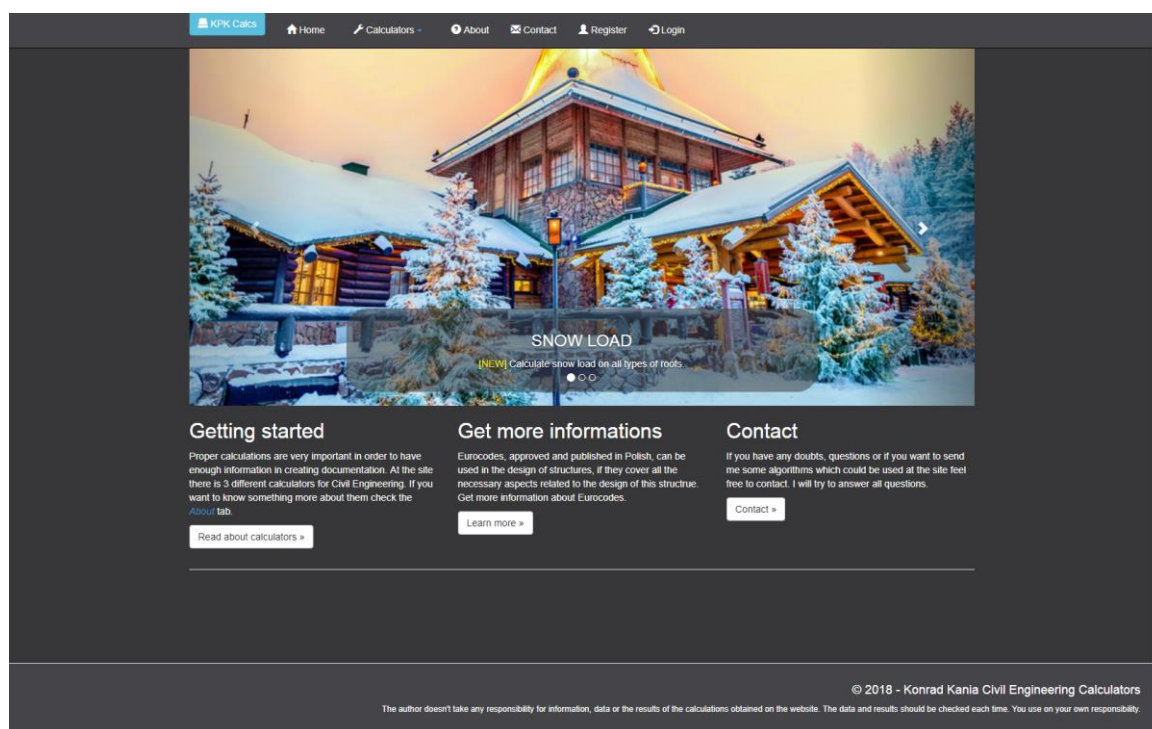 KPK Calcs
Home
Calculators
About
Contact
Register
Login
SNOW LOAD
[NEW] Calculate snow load on all types of roofs.
Getting started
Proper calculations are very important in order to have
enough information in creating documentation. At the site
there is 3 different calculators for Civil Engineering. If you
want to know something more about them check the
About tab.
Read about calculators »
Get more informations
Eurocodes, approved and published in Polish, can be
used in the design of structures, if they cover all the
necessary aspects related to the design of this structrue.
Get more information about Eurocodes.
Learn more »
Contact
If you have any doubts, questions or if you want to send
me some algorithms which could be used at the site feel
free to contact. I will try to answer all questions.
Contact »
© 2018 - Konrad Kania Civil Engineering Calculators
The author doesn't take any responsibility for information, data or the results of the calculations obtained on the website. The data and results should be checked each time. You use on your own responsibility.